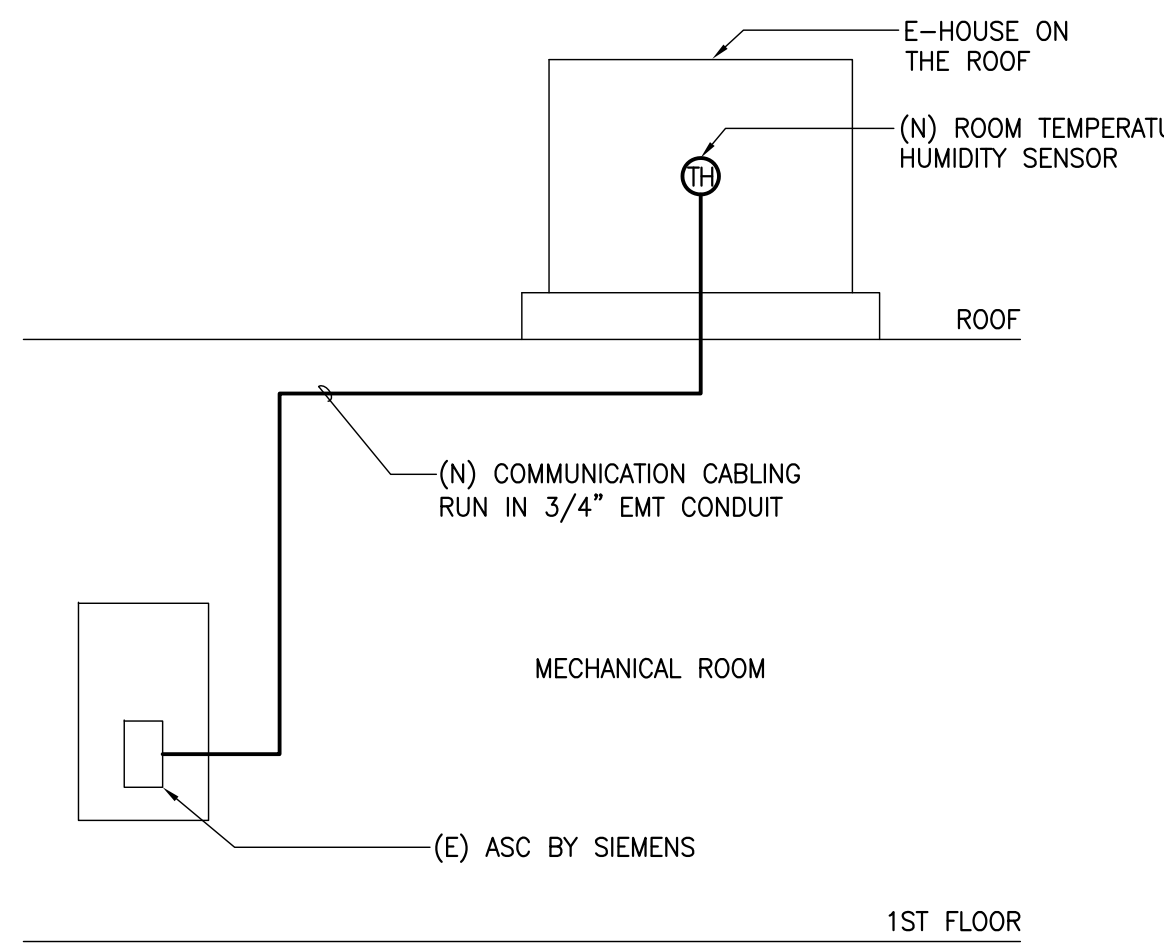 E-HOUSE ON
THE ROOF
(N) ROOM
HUMIDITY SENSOR
TH
ROOF
(N) COMMUNICATION CABLING
RUN IN 3/4” EMT CONDUIT
MECHANICAL ROOM
(E) ASC BY SIEMENS
1ST FLOOR